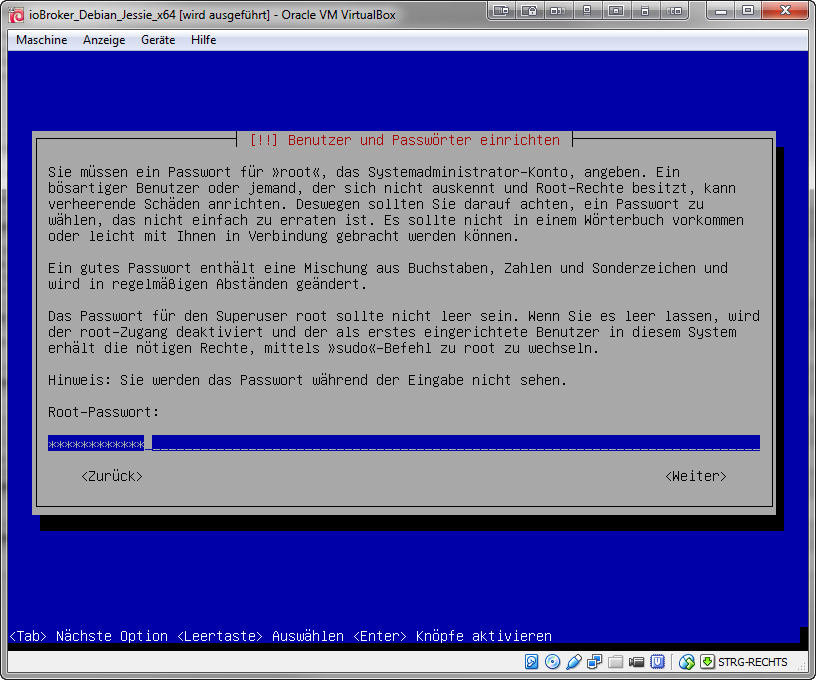 ioBroker_Debian_Jessie_x64 [wird ausgeführt] - Oracle VM VirtualBox
Maschine Anzeige Geräte Hilfe
[!!] Benutzer und Passwörter einrichten
Sie müssen ein Passwort für »root«, das Systemadministrator-Konto, angeben. Ein
bösartiger Benutzer oder jemand, der sich nicht auskennt und Root-Rechte besitzt, kann
verheerende Schäden anrichten. Deswegen sollten Sie darauf achten, ein Passwort zu
wählen, das nicht einfach zu erraten ist. Es sollte nicht in einem Wörterbuch vorkommen
oder leicht mit Ihnen in Verbindung gebracht werden können.
Ein gutes Passwort enthält eine Mischung aus Buchstaben, Zahlen und Sonderzeichen und
wird in regelmäßigen Abständen geändert.
Das Passwort für den Superuser root sollte nicht leer sein. Wenn Sie es leer lassen, wird
der root-Zugang deaktiviert und der als erstes eingerichtete Benutzer in diesem System
erhält die nötigen Rechte, mittels »sudo«-Befehl zu root zu wechseln.
Hinweis: Sie werden das Passwort während der Eingabe nicht sehen.
Root-Passwort:
************
<Zurück> <Weiter>
<Tab> Nächste Option <Leertaste> Auswählen <Enter> Knöpfe aktivieren
STRG-RECHTS